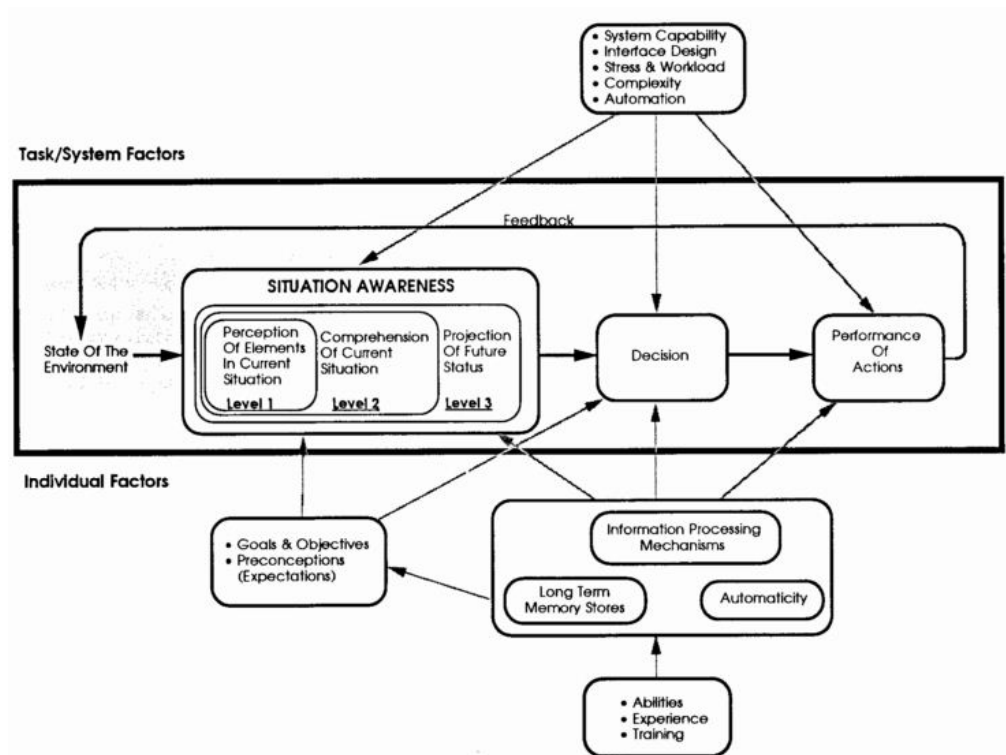 • System Capability
• Interface Design
• Stress & Workload
• Complexity
• Automation
Task/System Factors
Feedback
SITUATION AWARENESS
State Of The
Environment
Perception
Of Elements
In Current
Situation
Level 1
Comprehension
Of Current
Situation
Level 2
Projection
Of Future
Status
Level 3
Decision
Performance
Of
Actions
Individual Factors
• Goals & Objectives
• Preconceptions
(Expectations)
Information Processing
Mechanisms
Long Term
Memory Stores
Automaticity
• Abilities
• Experience
• Training